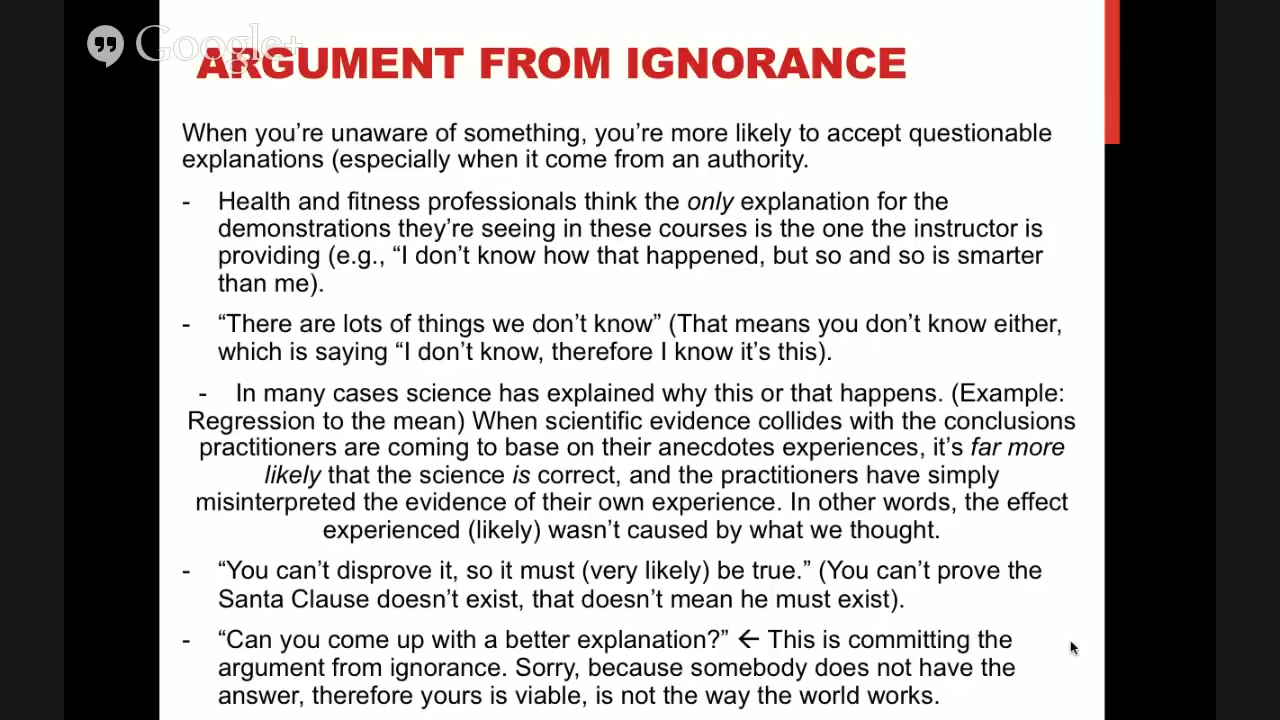 Google+
ARGUMENT FROM IGNORANCE
When you’re unaware of something, you’re more likely to accept questionable
explanations (especially when it come from an authority.
- Health and fitness professionals think the only explanation for the
demonstrations they’re seeing in these courses is the one the instructor is
providing (e.g., “I don’t know how that happened, but so and so is smarter
than me).
- “There are lots of things we don’t know” (That means you don’t know either,
which is saying “I don’t know, therefore I know it’s this).
- In many cases science has explained why this or that happens. (Example:
Regression to the mean) When scientific evidence collides with the conclusions
practitioners are coming to base on their anecdotes experiences, it’s far more
likely that the science is correct, and the practitioners have simply
misinterpreted the evidence of their own experience. In other words, the effect
experienced (likely) wasn’t caused by what we thought.
- “You can’t disprove it, so it must (very likely) be true.” (You can’t prove the
Santa Clause doesn’t exist, that doesn’t mean he must exist).
- “Can you come up with a better explanation?” ← This is committing the
argument from ignorance. Sorry, because somebody does not have the
answer, therefore yours is viable, is not the way the world works.